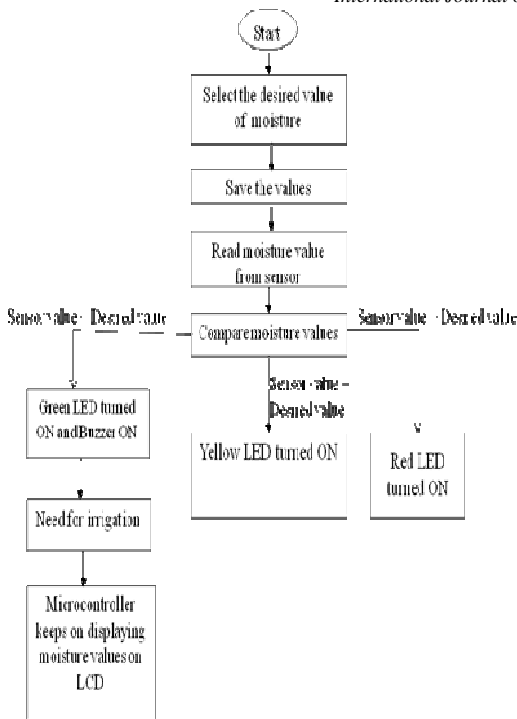 International Journal
Start
Select the desired value
of moisture
Save the values
Read moisture value
from sensor
Compare moisture values
Sensor value
Desired value
Sensor value
Desired value
Sensor value
Desired value
Green LED turned
ON and Buzzer ON
Yellow LED turned ON
Red LED
turned ON
Need for irrigation
Microcontroller
keeps on displaying
moisture values on
LCD